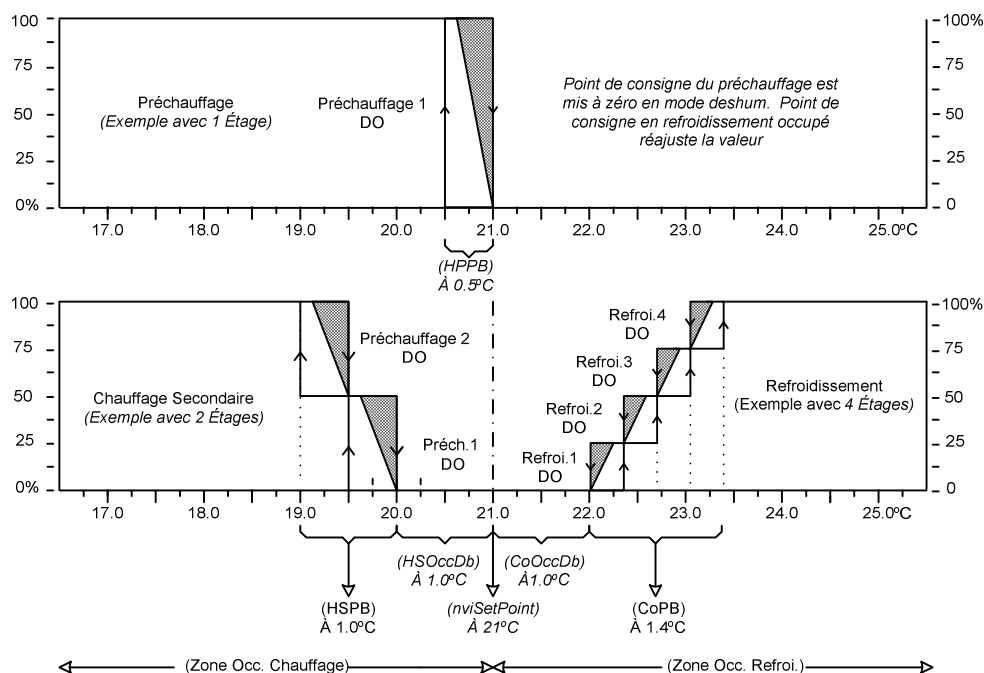 100
75
50
25
0%
Préchauffage
(Exemple avec 1 Étage)
Préchauffage 1
DO
Point de consigne du préchauffage est
mis à zéro en mode deshum. Point de
consigne en refroidissement occupé
réajuste la valeur
100%
75
50
25
0
17.0 18.0 19.0 20.0 21.0 22.0 23.0 24.0 25.0ºC
(HPPB)
À 0.5ºC
100
75
50
25
0%
Chauffage Secondaire
(Exemple avec 2 Étages)
Préchauffage 2
DO
Préch.1
DO
Refroi.4
DO
Refroi.3
DO
Refroi.2
DO
Refroi.1
DO
Refroidissement
(Exemple avec 4 Étages)
100%
75
50
25
0
17.0 18.0 19.0 20.0 21.0 22.0 23.0 24.0 25.0ºC
(HSOccDb)
À 1.0ºC
(CoOccDb)
À1.0ºC
(HSPB)
À 1.0ºC
(nviSetPoint)
À 21ºC
(CoPB)
À 1.4ºC
(Zone Occ. Chauffage)
(Zone Occ. Refroi.)